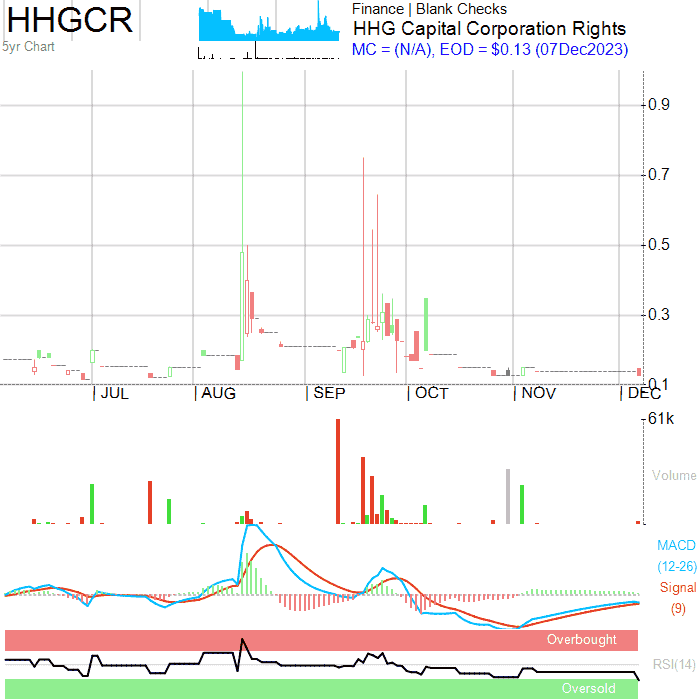 HHGCR
5yr Chart
Finance | Blank Checks
HHG Capital Corporation Rights
MC = (N/A), EOD = $0.13 (07Dec2023)
0.9
0.7
0.5
0.3
0.1
JUL AUG SEP OCT NOV DEC
61k
Volume
MACD
(12-26)
Signal
(9)
Overbought
RSI(14)
Oversold